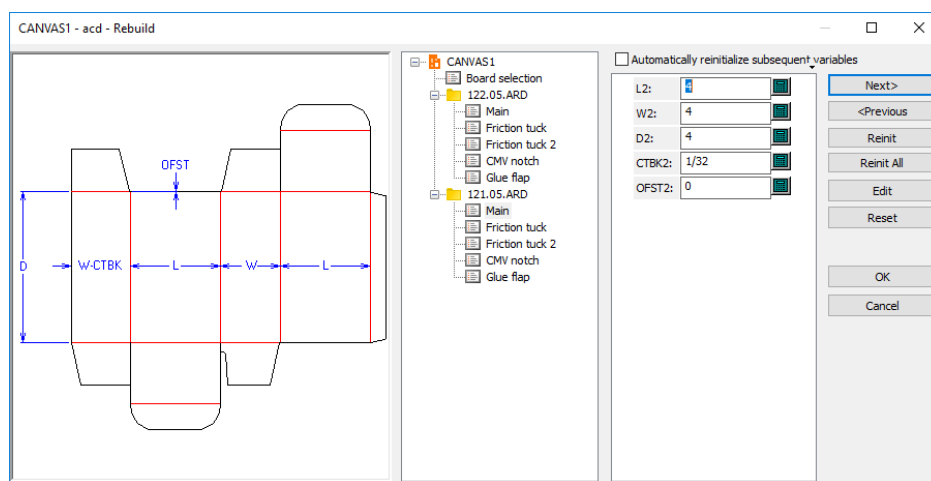 CANVAS1 - acd - Rebuild
OFST
D
W-CTBK
L
W
L
CANVAS1
Board selection
122.05.ARD
Main
Friction tuck
Friction tuck 2
CMV notch
Glue flap
121.05.ARD
Main
Friction tuck
Friction tuck 2
CMV notch
Glue flap
Automatically reinitialize subsequent variables
L2: 4
W2: 4
D2: 4
CTBK2: 1/32
OFST2: 0
Next>
<Previous
Reinit
Reinit All
Edit
Reset
OK
Cancel